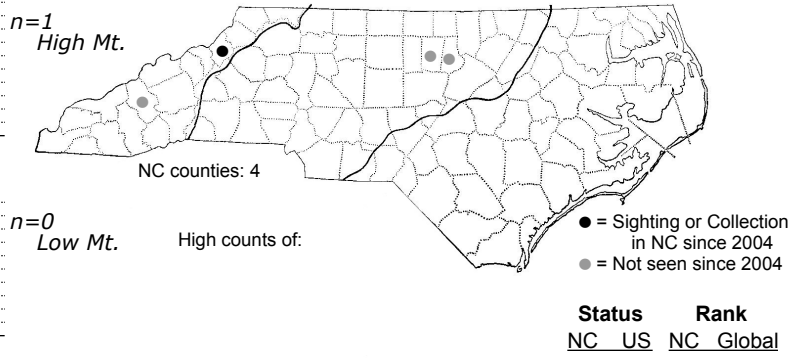 n=1
High Mt.
NC counties: 4
n=0
Low Mt.
High counts of:
● = Sighting or Collection
in NC since 2004
● = Not seen since 2004
Status Rank
NC US NC Global